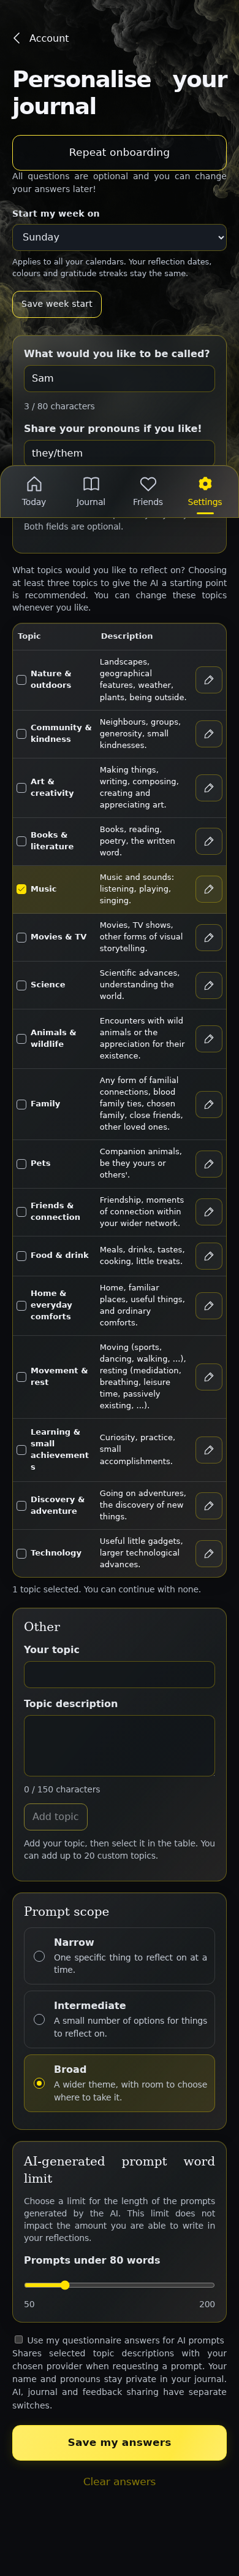 Account
Personalise your
journal
Repeat onboarding
All questions are optional and you can change
your answers later!
Start my week on
Sunday
Applies to all your calendars. Your reflection dates,
colours and gratitude streaks stay the same.
Save week start
What would you like to be called?
Sam
3 / 80 characters
Share your pronouns if you like!
they/them
Today
Journal
Friends
Settings
Both fields are optional.
What topics would you like to reflect on? Choosing
at least three topics to give the AI a starting point
is recommended. You can change these topics
whenever you like.
Topic
Description
Nature &
outdoors
Landscapes,
geographical
features, weather,
plants, being outside.
Community &
kindness
Neighbours, groups,
generosity, small
kindnesses.
Art &
creativity
Making things,
writing, composing,
creating and
appreciating art.
Books &
literature
Books, reading,
poetry, the written
word.
Music
Music and sounds:
listening, playing,
singing.
Movies & TV
Movies, TV shows,
other forms of visual
storytelling.
Science
Scientific advances,
understanding the
world.
Animals &
wildlife
Encounters with wild
animals or the
appreciation for their
existence.
Family
Any form of familial
connections, blood
family ties, chosen
family, close friends,
other loved ones.
Pets
Companion animals,
be they yours or
others'.
Friends &
connection
Friendship, moments
of connection within
your wider network.
Food & drink
Meals, drinks, tastes,
cooking, little treats.
Home &
everyday
comforts
Home, familiar
places, useful things,
and ordinary
comforts.
Movement &
rest
Moving (sports,
dancing, walking, ...),
resting (medidation,
breathing, leisure
time, passively
existing, ...).
Learning &
small
achievement
s
Curiosity, practice,
small
accomplishments.
Discovery &
adventure
Going on adventures,
the discovery of new
things.
Technology
Useful little gadgets,
larger technological
advances.
1 topic selected. You can continue with none.
Other
Your topic
Topic description
0 / 150 characters
Add topic
Add your topic, then select it in the table. You
can add up to 20 custom topics.
Prompt scope
Narrow
One specific thing to reflect on at a
time.
Intermediate
A small number of options for things
to reflect on.
Broad
A wider theme, with room to choose
where to take it.
AI-generated prompt word
limit
Choose a limit for the length of the prompts
generated by the AI. This limit does not
impact the amount you are able to write in
your reflections.
Prompts under 80 words
50
200
Use my questionnaire answers for AI prompts
Shares selected topic descriptions with your
chosen provider when requesting a prompt. Your
name and pronouns stay private in your journal.
AI, journal and feedback sharing have separate
switches.
Save my answers
Clear answers